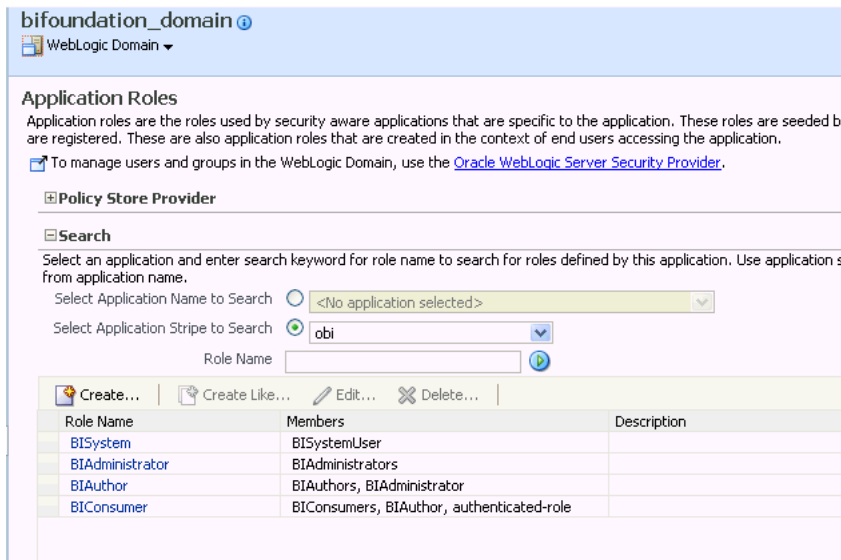 bifoundation_domain
WebLogic Domain
Application Roles
Application roles are the roles used by security aware applications that are specific to the application. These roles are seeded b
are registered. These are also application roles that are created in the context of end users accessing the application.
To manage users and groups in the WebLogic Domain, use the Oracle WebLogic Server Security Provider.
Policy Store Provider
Search
Select an application and enter search keyword for role name to search for roles defined by this application. Use application s
from application name.
Select Application Name to Search <No application selected>
Select Application Stripe to Search obi
Role Name
Create... Create Like... Edit... Delete...
Role Name Members Description
BISystem BISystemUser
BIAdministrator BIAdministrators
BIAuthor BIAuthors, BIAdministrator
BIConsumer BIConsumers, BIAuthor, authenticated-role